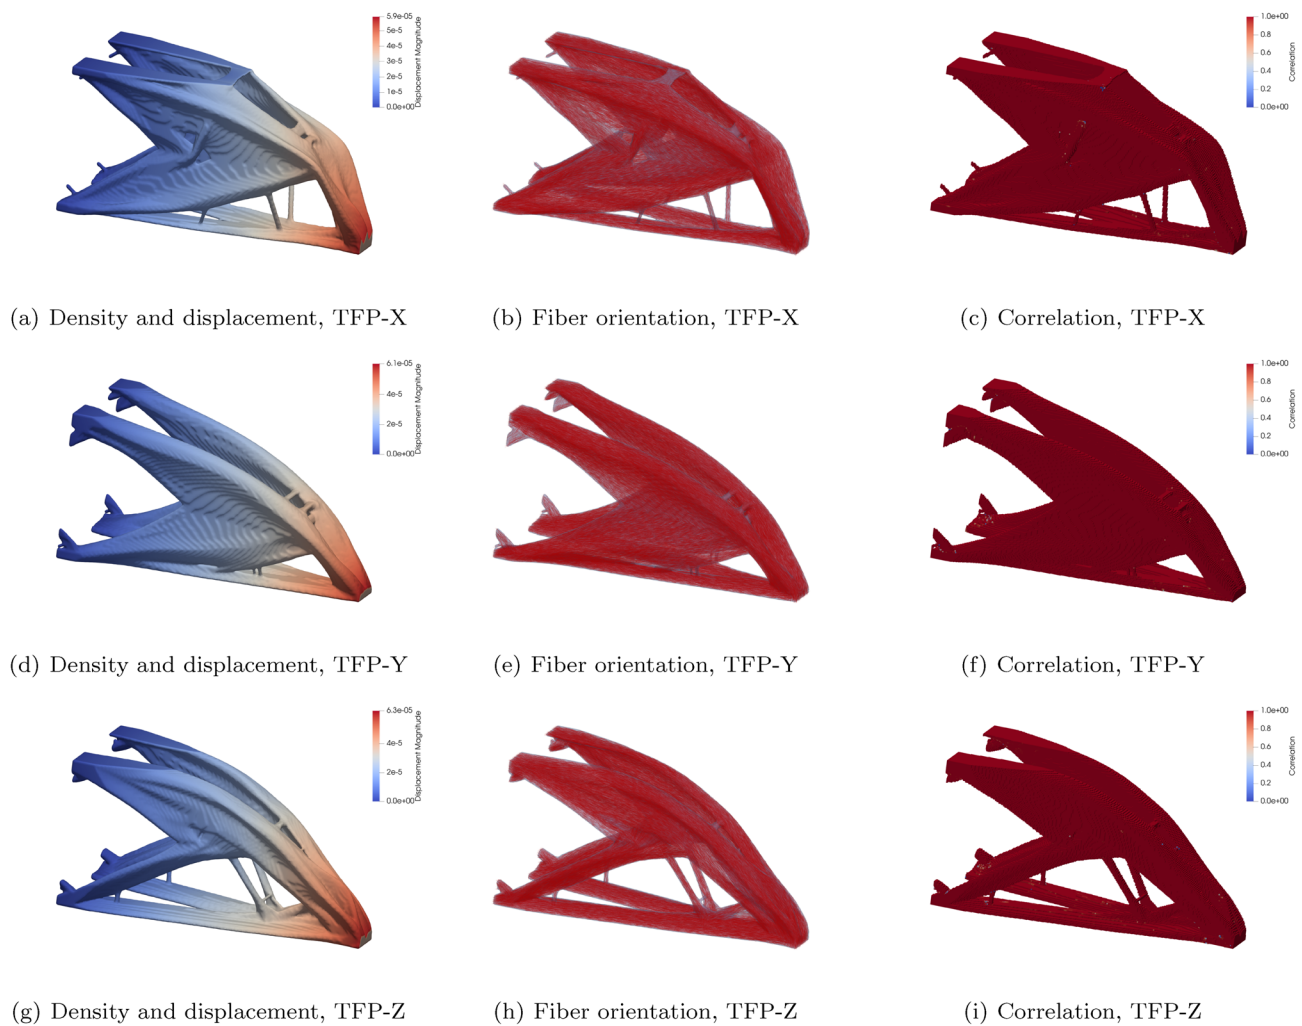 5.9e-05
4e-5
3e-5
2e-5
1e-5
0.0e+00
Displacement Magnitude
1.0e+00
0.8
0.6
0.4
0.2
0.0e+00
Correlation
(a) Density and displacement, TFP-X
(b) Fiber orientation, TFP-X
(c) Correlation, TFP-X
6.1e-05
4e-5
2e-5
0.0e+00
Displacement Magnitude
1.0e+00
0.8
0.6
0.4
0.2
0.0e+00
Correlation
(d) Density and displacement, TFP-Y
(e) Fiber orientation, TFP-Y
(f) Correlation, TFP-Y
6.3e-05
4e-5
2e-5
0.0e+00
Displacement Magnitude
1.0e+00
0.8
0.6
0.4
0.2
0.0e+00
Correlation
(g) Density and displacement, TFP-Z
(h) Fiber orientation, TFP-Z
(i) Correlation, TFP-Z